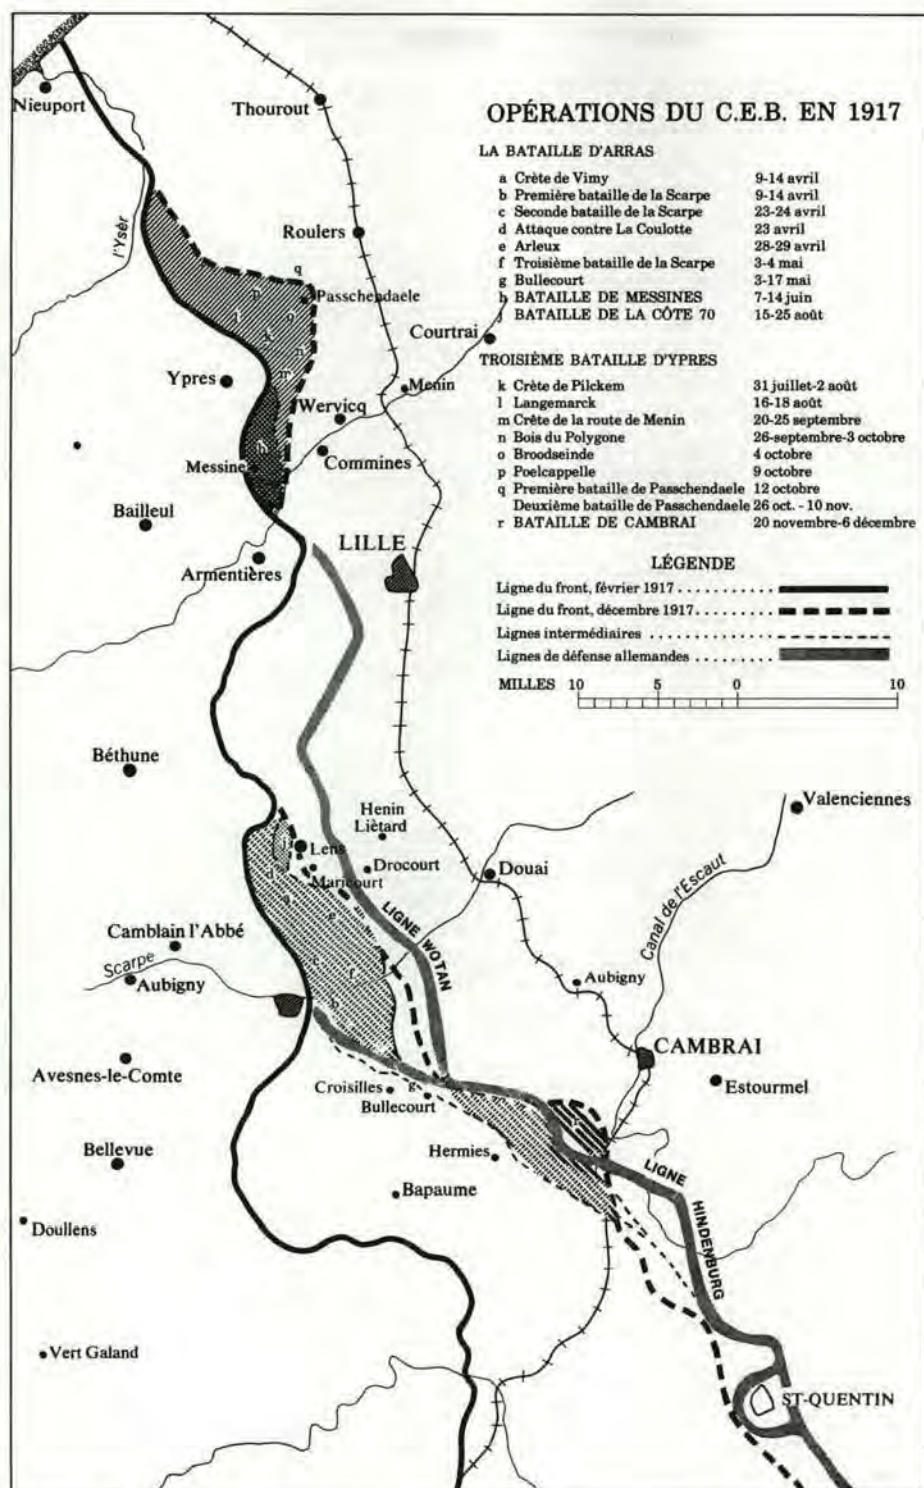 OPÉRATIONS DU C.E.B. EN 1917
LA BATAILLE D'ARRAS
a Crète de Vimy 9-14 avril
b Première bataille de la Scarpe 9-14 avril
c Seconde bataille de la Scarpe 23-24 avril
d Attaque contre La Coulotte 23 avril
e Arleux 28-29 avril
f Troisième bataille de la Scarpe 3-4 mai
g Bullecourt 3-17 mai
h BATAILLE DE MESSINES 7-14 juin
j BATAILLE DE LA CÔTE 70 15-25 août
TROISIÈME BATAILLE D'YPRES
k Crète de Pilckem 31 juillet-2 août
l Langemarck 16-18 août
m Crète de la route de Menin 20-25 septembre
n Bois du Polygone 26-septembre-3 octobre
o Broodseinde 4 octobre
p Poelcappelle 9 octobre
q Première bataille de Passchendaele 12 octobre
Deuxième bataille de Passchendaele 26 oct. - 10 nov.
r BATAILLE DE CAMBRAI 20 novembre-6 décembre
LÉGENDE
Ligne du front, février 1917 . . . . . . . . . . . .
Ligne du front, décembre 1917. . . . . . . . . .
Lignes intermédiaires . . . . . . . . . . . . . . . .
Lignes de défense allemandes . . . . . . . . . .
MILLES 10 5 0 10
Nieuport
Thourout
l'Ysèr
Roulers
q
p
Passchendaele
o
l
k
n
m
Courtrai
Ypres
Menin
Wervicq
h
Messine
Commines
Bailleul
LILLE
Armentières
Béthune
Valenciennes
Henin
Liètard
j
Lens
Drocourt
Douai
d
Maricourt
a
e
Canal de l'Escaut
LIGNE WOTAN
Camblain l'Abbé
Scarpe
c
f
Aubigny
Aubigny
b
CAMBRAI
Avesnes-le-Comte
Estourmel
Croisilles
g
Bullecourt
Bellevue
Hermies
LIGNE
HINDENBURG
Bapaume
Doullens
Vert Galand
ST-QUENTIN